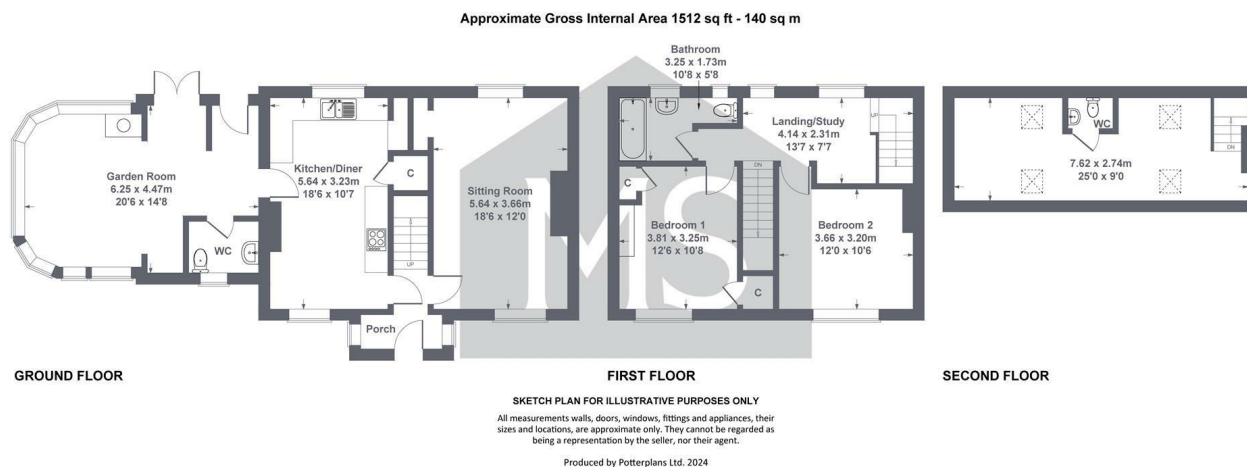 Approximate Gross Internal Area 1512 sq ft - 140 sq m
Garden Room
6.25 x 4.47m
20'6 x 14'8
WC
Kitchen/Diner
5.64 x 3.23m
18'6 x 10'7
C
UP
Sitting Room
5.64 x 3.66m
18'6 x 12'0
Porch
GROUND FLOOR
Bathroom
3.25 x 1.73m
10'8 x 5'8
Landing/Study
4.14 x 2.31m
13'7 x 7'7
UP
DN
C
Bedroom 1
3.81 x 3.25m
12'6 x 10'8
C
Bedroom 2
3.66 x 3.20m
12'0 x 10'6
MS
FIRST FLOOR
WC
7.62 x 2.74m
25'0 x 9'0
DN
SECOND FLOOR
SKETCH PLAN FOR ILLUSTRATIVE PURPOSES ONLY
All measurements walls, doors, windows, fittings and appliances, their
sizes and locations, are approximate only. They cannot be regarded as
being a representation by the seller, nor their agent.
Produced by Potterplans Ltd. 2024